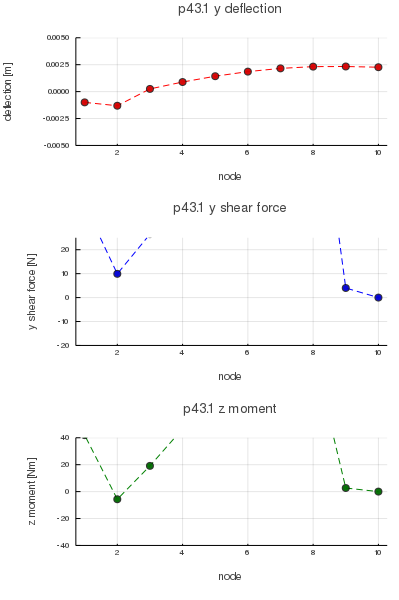 p43.1 y deflection
deflection [m]
0.0050
0.0025
0.0000
-0.0025
-0.0050
2 4 6 8 10
node
p43.1 y shear force
y shear force [N]
20
10
0
-10
-20
2 4 6 8 10
node
p43.1 z moment
z moment [Nm]
40
20
0
-20
-40
2 4 6 8 10
node